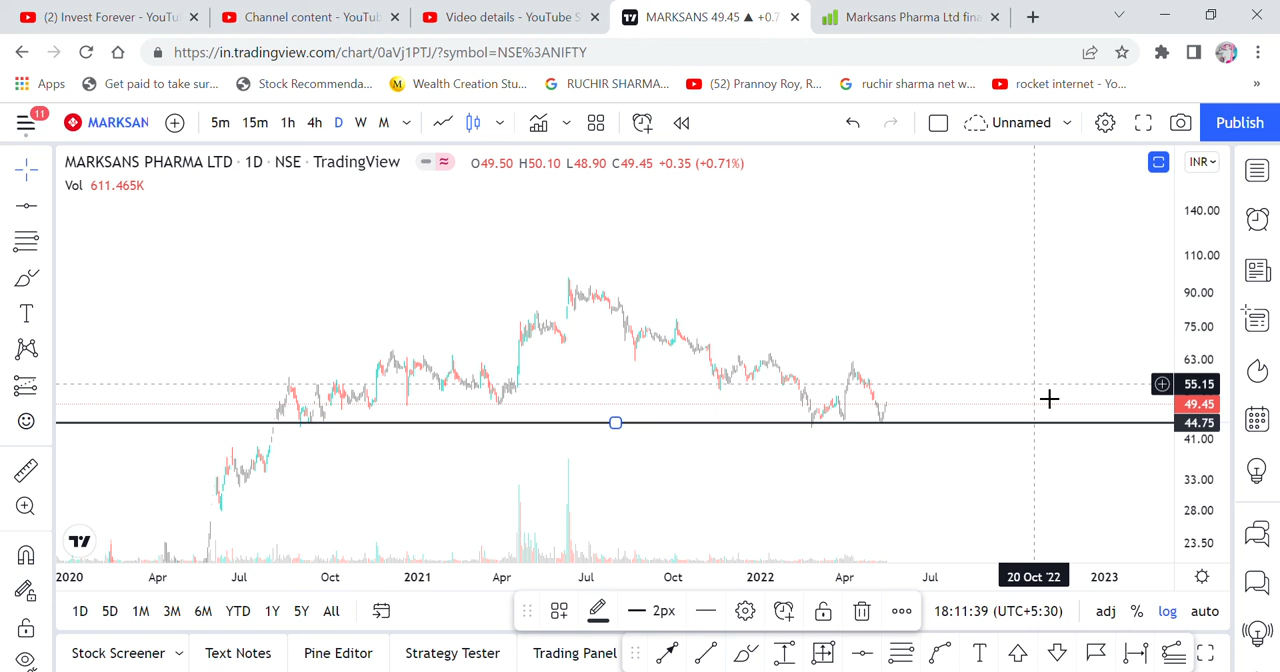 (2) Invest Forever - YouTu
Channel content - YouTub
Video details - YouTube S
MARKSANS 49.45 ▲ +0.7
Marksans Pharma Ltd fina
https://in.tradingview.com/chart/0aVj1PTJ/?symbol=NSE%3ANIFTY
Apps
Get paid to take sur...
Stock Recommenda...
M Wealth Creation Stu...
RUCHIR SHARMA...
(52) Prannoy Roy, R...
ruchir sharma net w...
rocket internet - Yo...
»
11
MARKSAN
5m 15m 1h 4h D W M
Unnamed
Publish
MARKSANS PHARMA LTD · 1D · NSE · TradingView
O49.50 H50.10 L48.90 C49.45 +0.35 (+0.71%)
INR
Vol 611.465K
140.00
110.00
90.00
75.00
63.00
55.15
49.45
44.75
41.00
33.00
28.00
23.50
2020 Apr Jul Oct 2021 Apr Jul Oct 2022 Apr Jul 20 Oct '22 2023
1D 5D 1M 3M 6M YTD 1Y 5Y All
2px
18:11:39 (UTC+5:30)
adj % log auto
Stock Screener
Text Notes
Pine Editor
Strategy Tester
Trading Panel